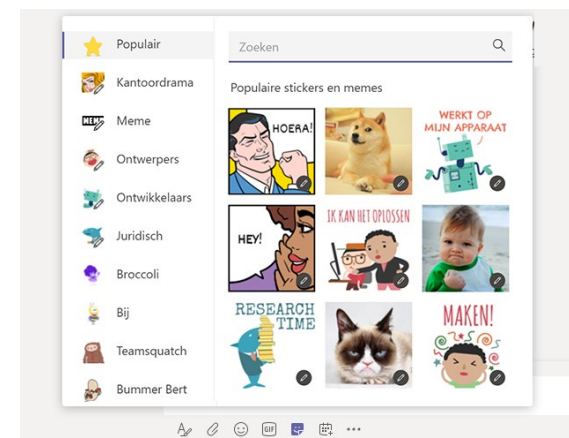 Populair
Kantoordrama
Meme
Ontwerpers
Ontwikkelaars
Juridisch
Broccoli
Bij
Teamsquatch
Bummer Bert
Zoeken
Populaire stickers en memes
HOERA!
WERKT OP
MIJN APPARAAT
HEY!
IK KAN HET OPLOSSEN
RESEARCH
TIME
MAKEN!
GIF